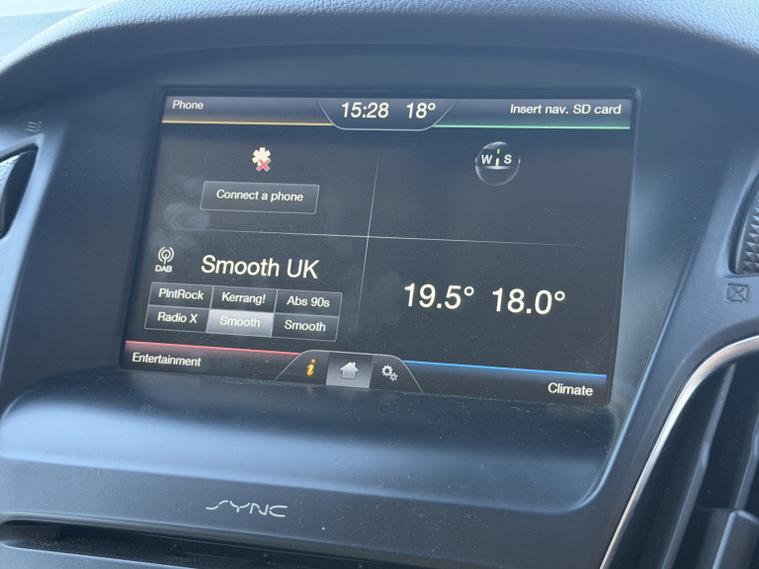 Phone
15:28 18°
Insert nav. SD card
W S
Connect a phone
DAB
Smooth UK
PlntRock Kerrang! Abs 90s
Radio X Smooth Smooth
19.5° 18.0°
Entertainment
i
Climate
SYNC